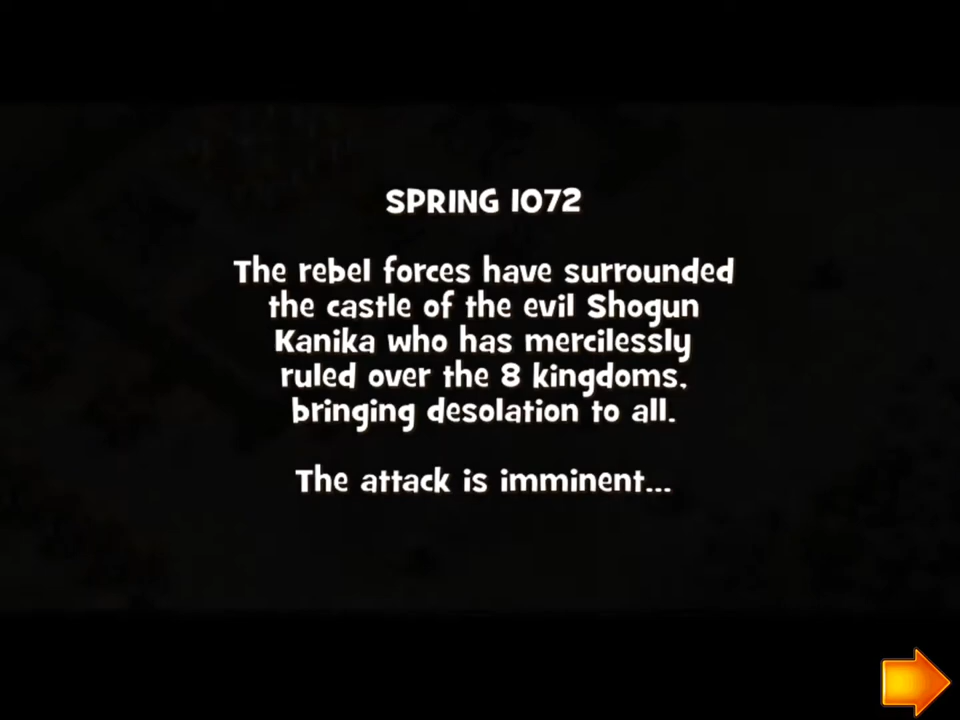 SPRING 1072
The rebel forces have surrounded
the castle of the evil Shogun
Kanika who has mercilessly
ruled over the 8 kingdoms,
bringing desolation to all.
The attack is imminent...